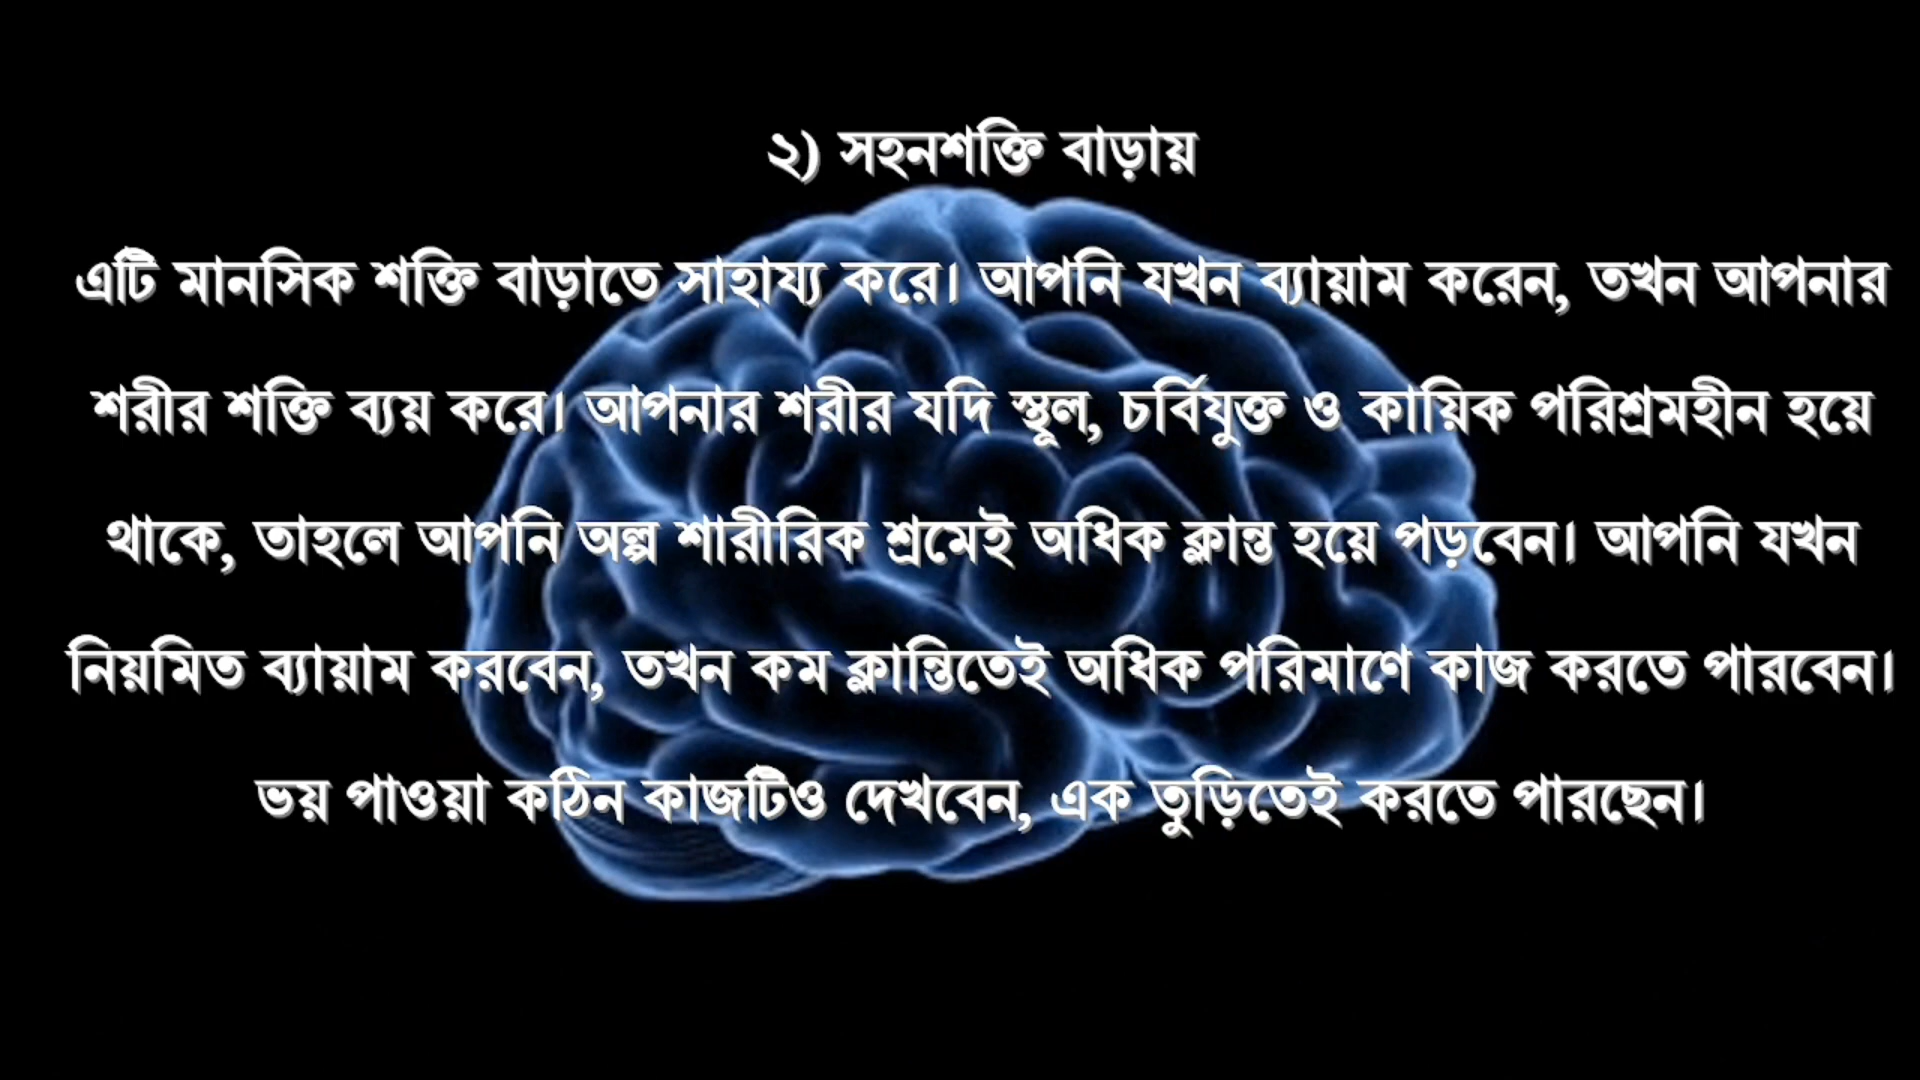 ২) সহনশক্তি বাড়ায়
এটি মানসিক শক্তি বাড়াতে সাহায্য করে। আপনি যখন ব্যায়াম করেন, তখন আপনার
শরীর শক্তি ব্যয় করে। আপনার শরীর যদি স্থূল, চর্বিযুক্ত ও কায়িক পরিশ্রমহীন হয়ে
থাকে, তাহলে আপনি অল্প শারীরিক শ্রমেই অধিক ক্লান্ত হয়ে পড়বেন। আপনি যখন
নিয়মিত ব্যায়াম করবেন, তখন কম ক্লান্তিতেই অধিক পরিমাণে কাজ করতে পারবেন।
ভয় পাওয়া কঠিন কাজটিও দেখবেন, এক তুড়িতেই করতে পারছেন।